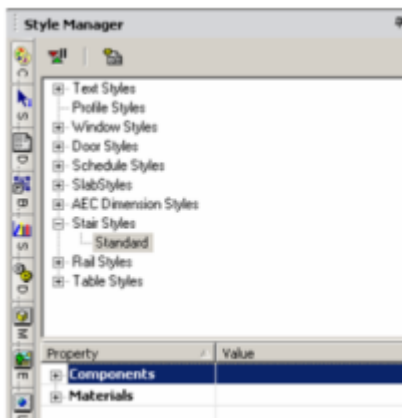 Style Manager
Text Styles
Profile Styles
Window Styles
Door Styles
Schedule Styles
SlabStyles
AEC Dimension Styles
Stair Styles
Standard
Rail Styles
Table Styles
C
S
D
B
S
D
M
E
Property
Value
Components
Materials